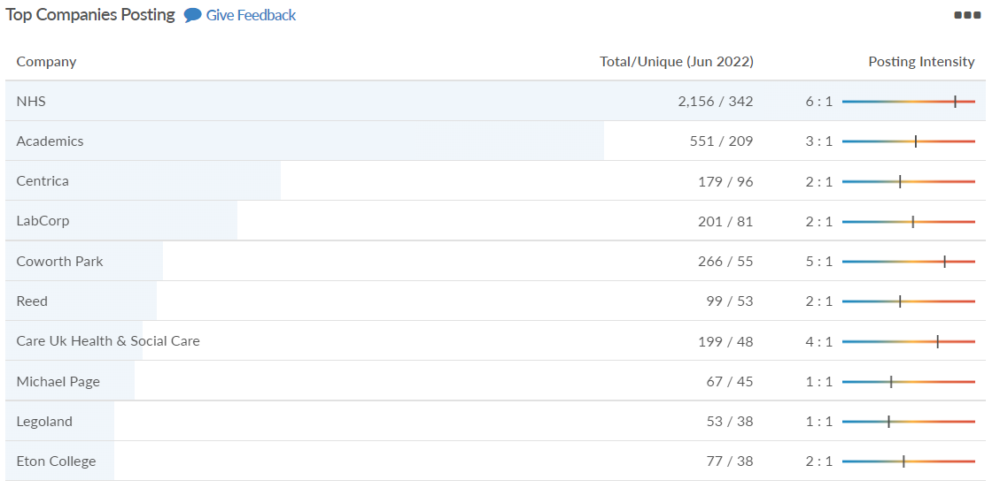 Top Companies Posting Give Feedback
Company Total/Unique (Jun 2022) Posting Intensity
NHS 2,156 / 342 6 : 1
Academics 551 / 209 3 : 1
Centrica 179 / 96 2 : 1
LabCorp 201 / 81 2 : 1
Coworth Park 266 / 55 5 : 1
Reed 99 / 53 2 : 1
Care Uk Health & Social Care 199 / 48 4 : 1
Michael Page 67 / 45 1 : 1
Legoland 53 / 38 1 : 1
Eton College 77 / 38 2 : 1